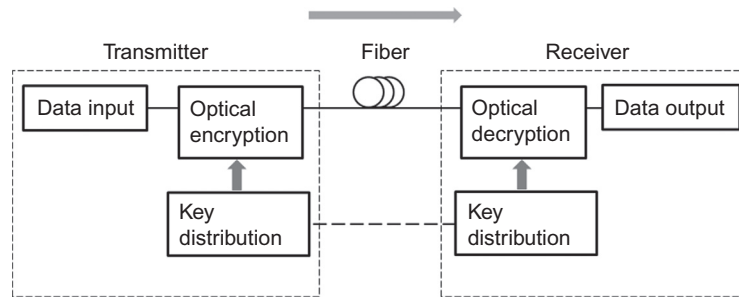 Transmitter
Fiber
Receiver
Data input
Optical
encryption
Optical
decryption
Data output
Key
distribution
Key
distribution